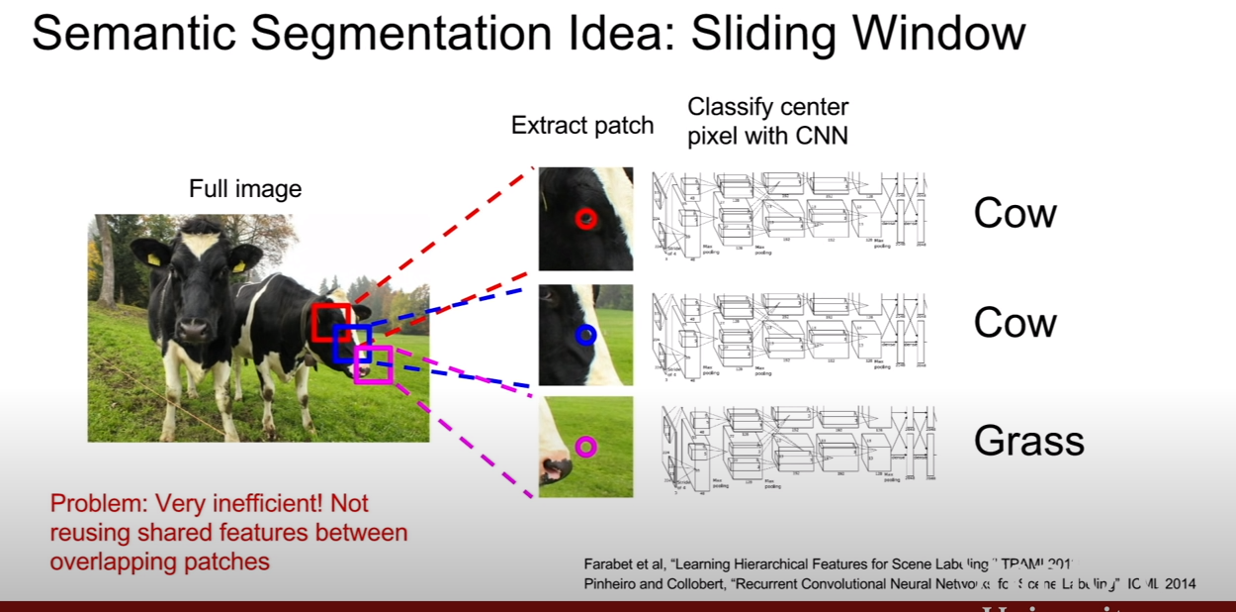 Semantic Segmentation Idea: Sliding Window
Extract patch
Classify center
pixel with CNN
Full image
Cow
Cow
Grass
Problem: Very inefficient! Not
reusing shared features between
overlapping patches
Farabet et al, “Learning Hierarchical Features for Scene Labeling,” TPAMI
Pinheiro and Collobert, “Recurrent Convolutional Neural Networks for Scene Labeling” ICML 2014